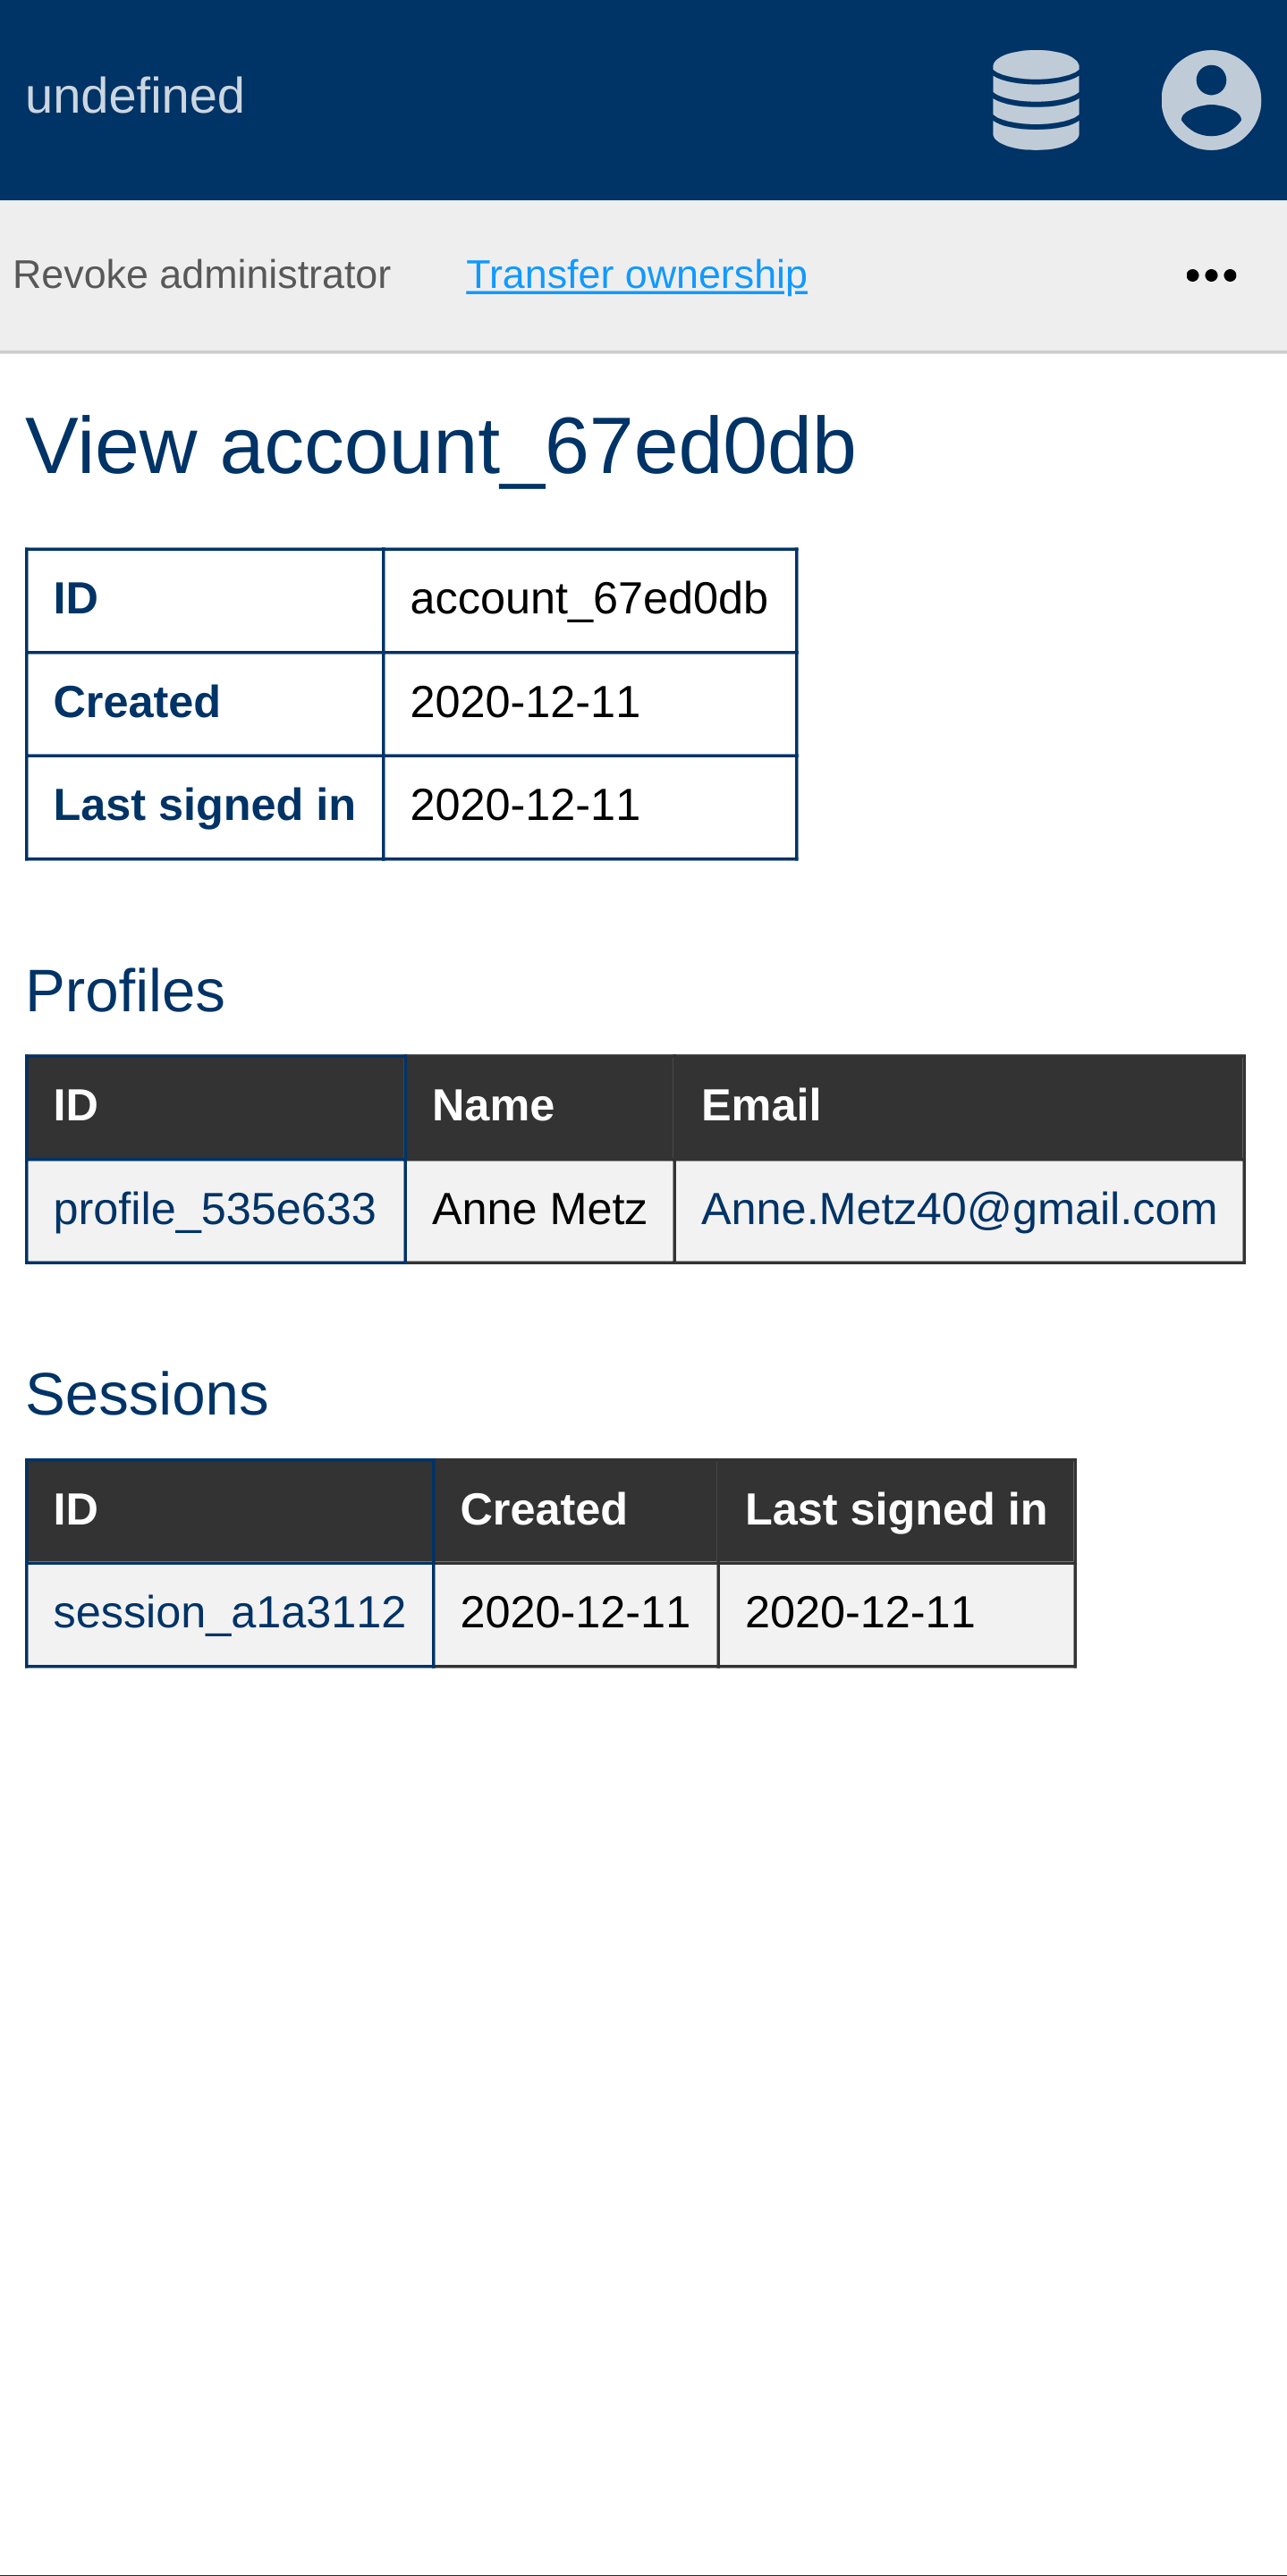 undefined
Revoke administrator Transfer ownership •••
View account_67ed0db
ID account_67ed0db
Created 2020-12-11
Last signed in 2020-12-11
Profiles
ID Name Email
profile_535e633 Anne Metz Anne.Metz40@gmail.com
Sessions
ID Created Last signed in
session_a1a3112 2020-12-11 2020-12-11